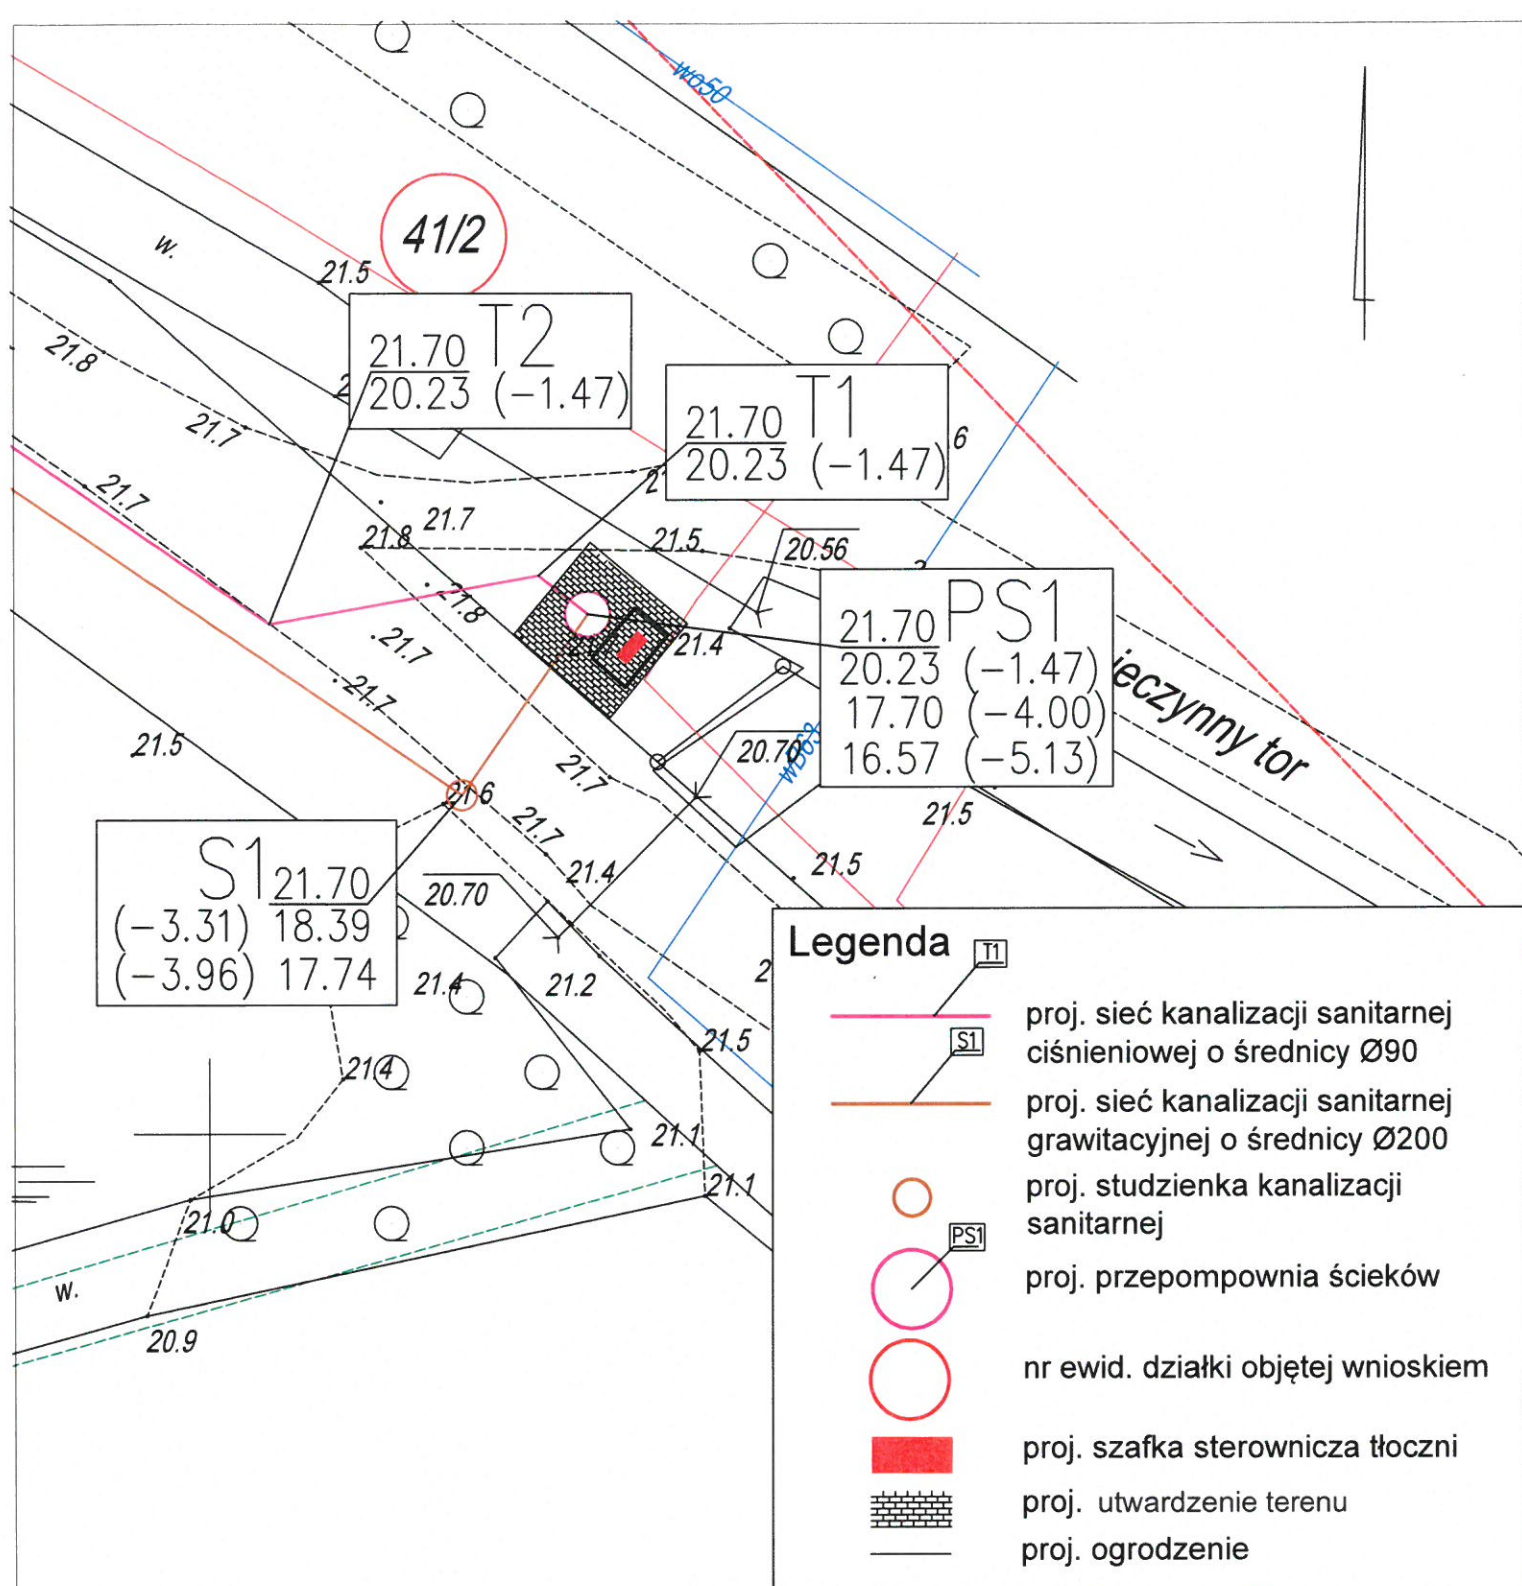 wo50
41/2
w.
21.5
T2
21.70
20.23 (-1.47)
21.8
21.7
T1
21.70
20.23 (-1.47)
6
21.7
21.7
21.8
21.5
20.56
21.8
21.7
21.4
PS1
21.70
20.23 (-1.47)
17.70 (-4.00)
16.57 (-5.13)
ieczynny tor
21.7
21.5
20.70
21.7
21.6
21.7
21.5
21.5
S1
21.70
(-3.31) 18.39
(-3.96) 17.74
20.70
21.4
21.4
21.2
21.5
21.4
21.1
21.1
21.0
w.
20.9
Legenda
T1
proj. sieć kanalizacji sanitarnej
ciśnieniowej o średnicy Ø90
S1
proj. sieć kanalizacji sanitarnej
grawitacyjnej o średnicy Ø200
proj. studzienka kanalizacji
sanitarnej
PS1
proj. przepompownia ścieków
nr ewid. działki objętej wnioskiem
proj. szafka sterownicza tłoczni
proj. utwardzenie terenu
proj. ogrodzenie